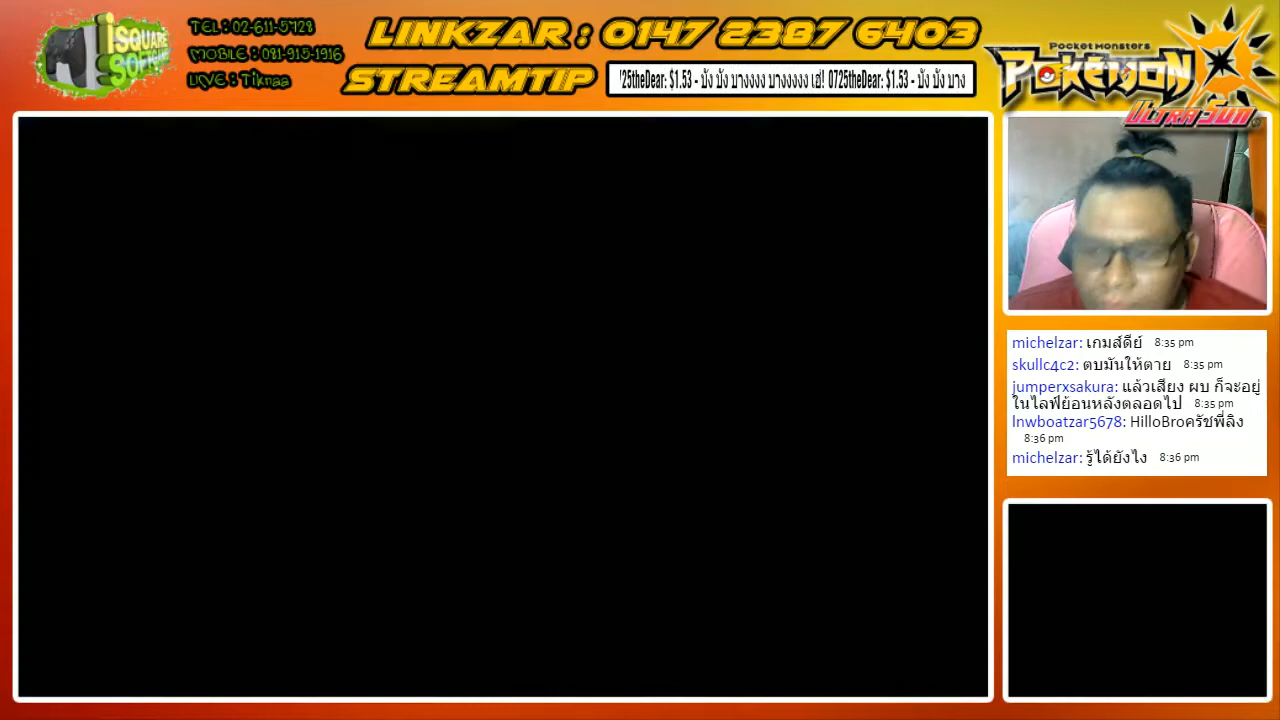 iSQUARE
SOFTGAME
TEL : 02-611-5728
MOBILE : 081-915-1916
LINE : Tiknaa
LINKZAR : 0147 2387 6403
STREAMTIP
'25theDear: $1.53 - บัง บัง บางงงง บางงงงง เฮ่! 0725theDear: $1.53 - บัง บัง บาง
Pocket Monsters
POKÉMON
ULTRA SUN
michelzar: เกมส์ดีย์ 8:35 pm
skullc4c2: ตบมันให้ตาย 8:35 pm
jumperxsakura: แล้วเสียง ผบ ก็จะอยู่
ในไลฟ์ย้อนหลังตลอดไป 8:35 pm
lnwboatzar5678: HilloBroครัชพี่ลิง
8:36 pm
michelzar: รู้ได้ยังไง 8:36 pm